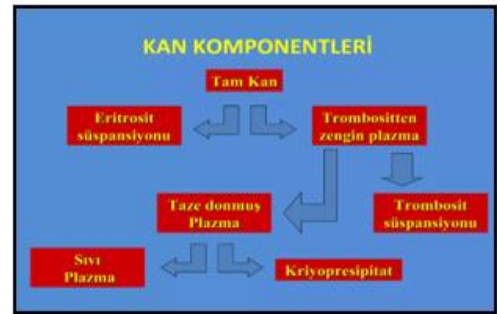 KAN KOMPONENTLERİ
Tam Kan
Eritrosit
süspansiyonu
Trombositten
zengin plazma
Taze donmuş
Plazma
Trombosit
süspansiyonu
Sıvı
Plazma
Kriyopresipitat